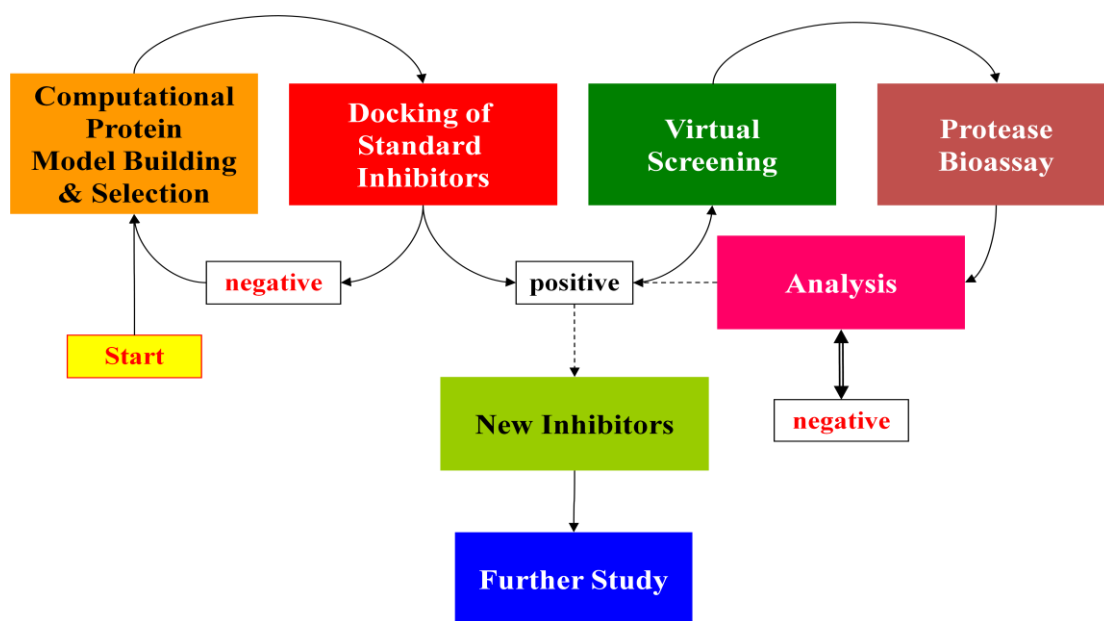 Computational
Protein
Model Building
& Selection
Docking of
Standard
Inhibitors
Virtual
Screening
Protease
Bioassay
negative
positive
Analysis
Start
New Inhibitors
negative
Further Study